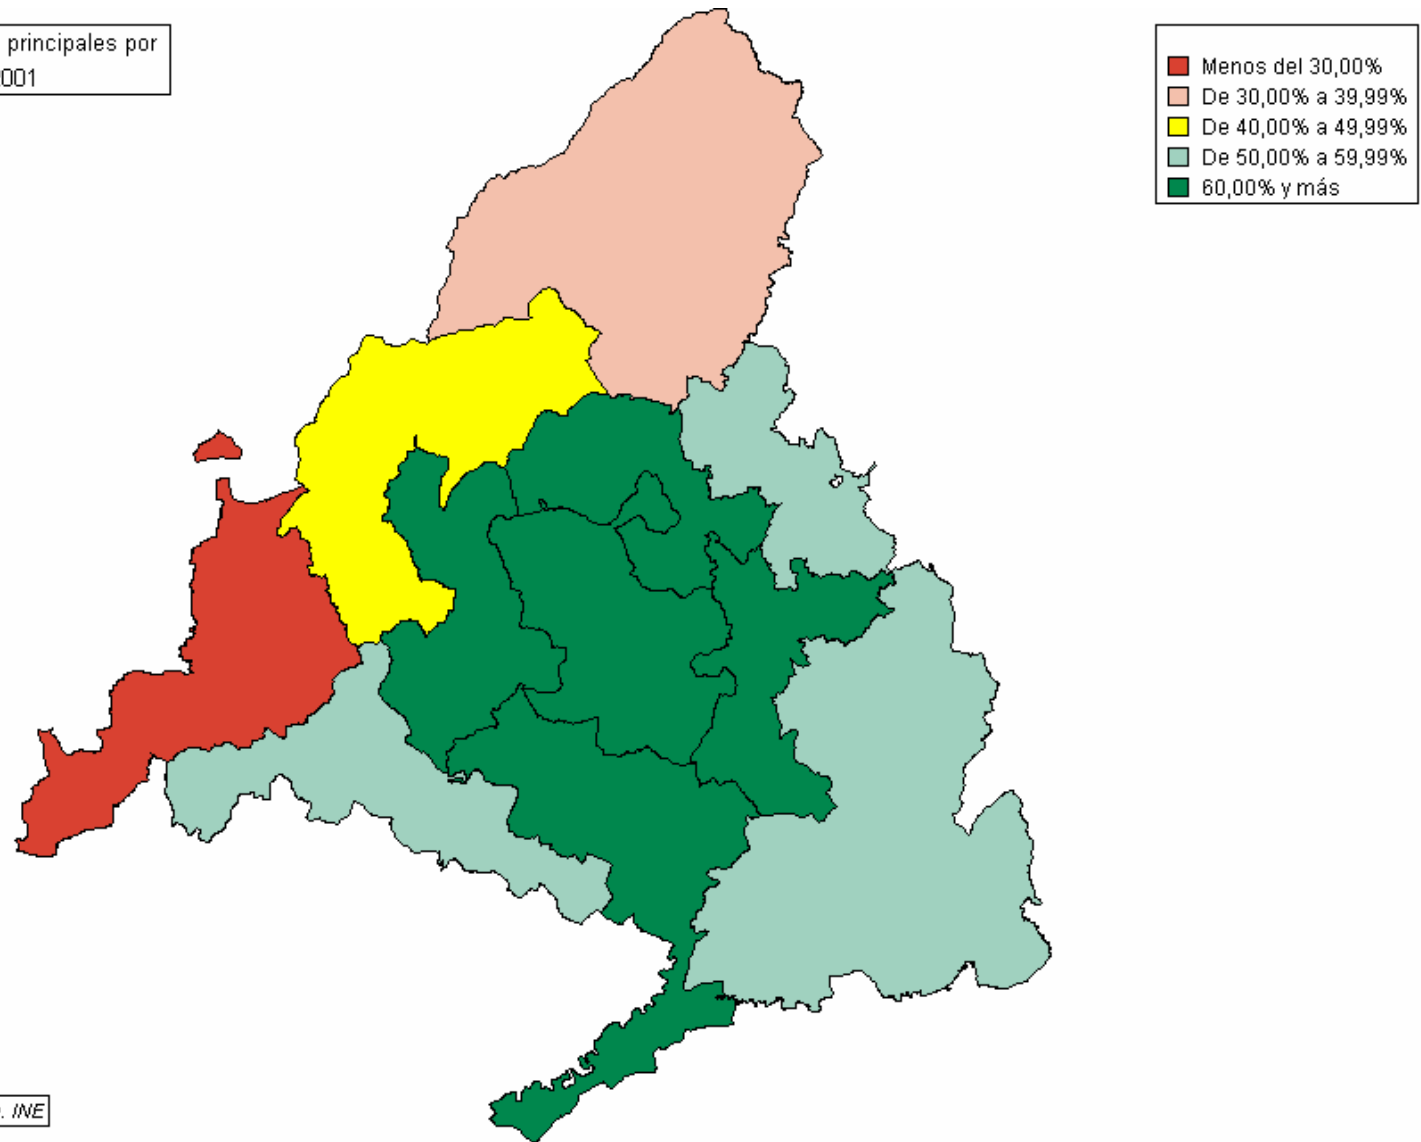 principales por
001
Menos del 30,00%
De 30,00% a 39,99%
De 40,00% a 49,99%
De 50,00% a 59,99%
60,00% y más
. INE